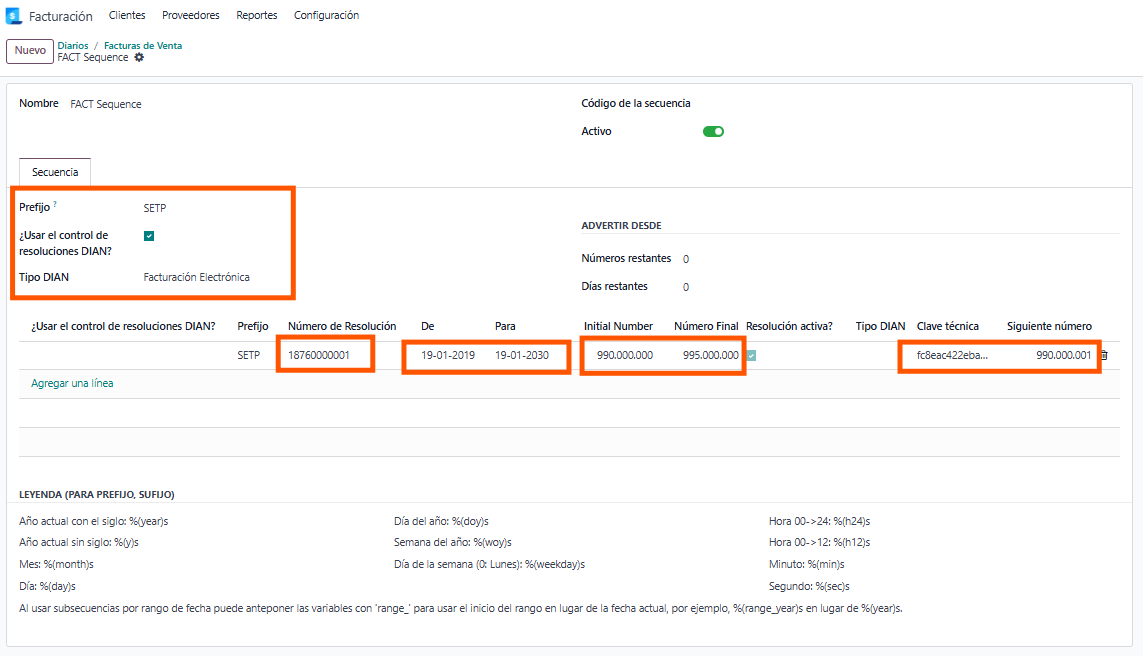 Facturación Clientes Proveedores Reportes Configuración
Nuevo
Diarios / Facturas de Venta
FACT Sequence
Nombre FACT Sequence
Código de la secuencia
Activo
Secuencia
Prefijo ? SETP
¿Usar el control de
resoluciones DIAN?
Tipo DIAN Facturación Electrónica
ADVERTIR DESDE
Números restantes 0
Días restantes 0
¿Usar el control de resoluciones DIAN? Prefijo Número de Resolución De Para Initial Number Número Final Resolución activa? Tipo DIAN Clave técnica Siguiente número
SETP 18760000001 19-01-2019 19-01-2030 990.000.000 995.000.000 fc8eac422eba... 990.000.001
Agregar una línea
LEYENDA (PARA PREFIJO, SUFIJO)
Año actual con el siglo: %(year)s Día del año: %(doy)s Hora 00->24: %(h24)s
Año actual sin siglo: %(y)s Semana del año: %(woy)s Hora 00->12: %(h12)s
Mes: %(month)s Día de la semana (0: Lunes): %(weekday)s Minuto: %(min)s
Día: %(day)s Segundo: %(sec)s
Al usar subsecuencias por rango de fecha puede anteponer las variables con 'range_' para usar el inicio del rango en lugar de la fecha actual, por ejemplo, %(range_year)s en lugar de %(year)s.